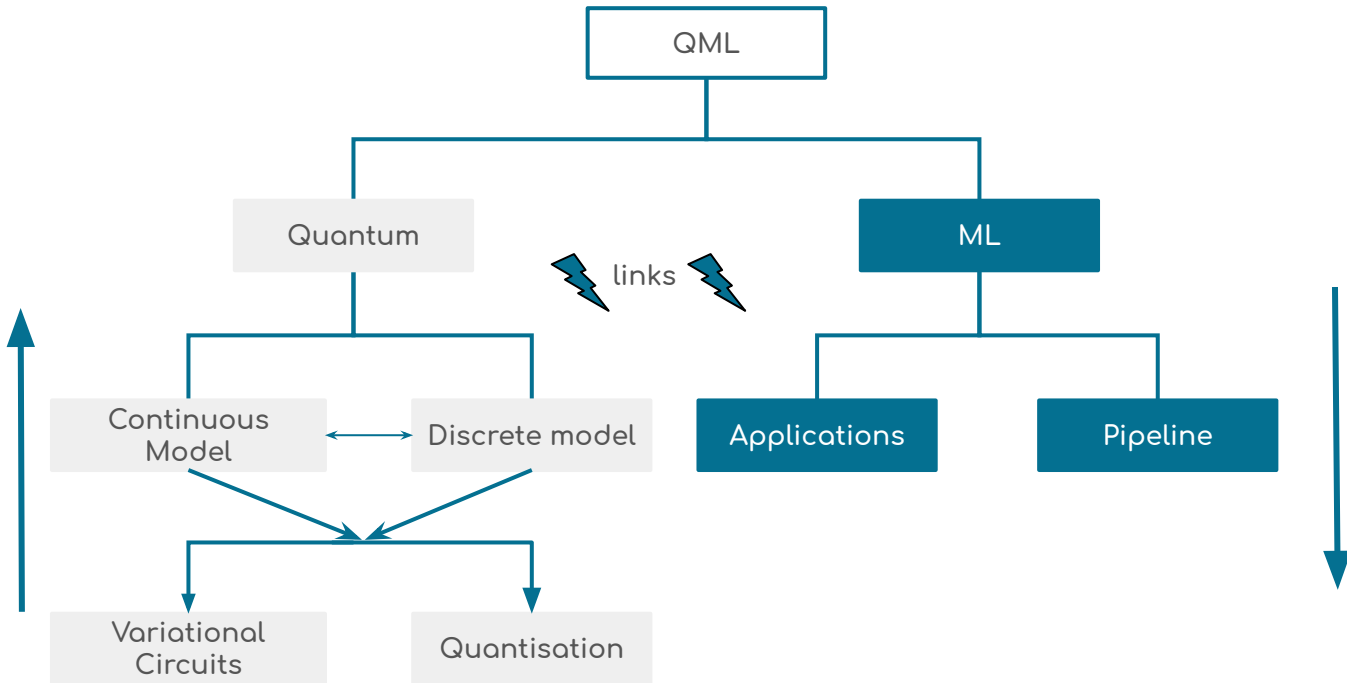 QML
Quantum
ML
links
Continuous
Model
Discrete model
Applications
Pipeline
Variational
Circuits
Quantisation